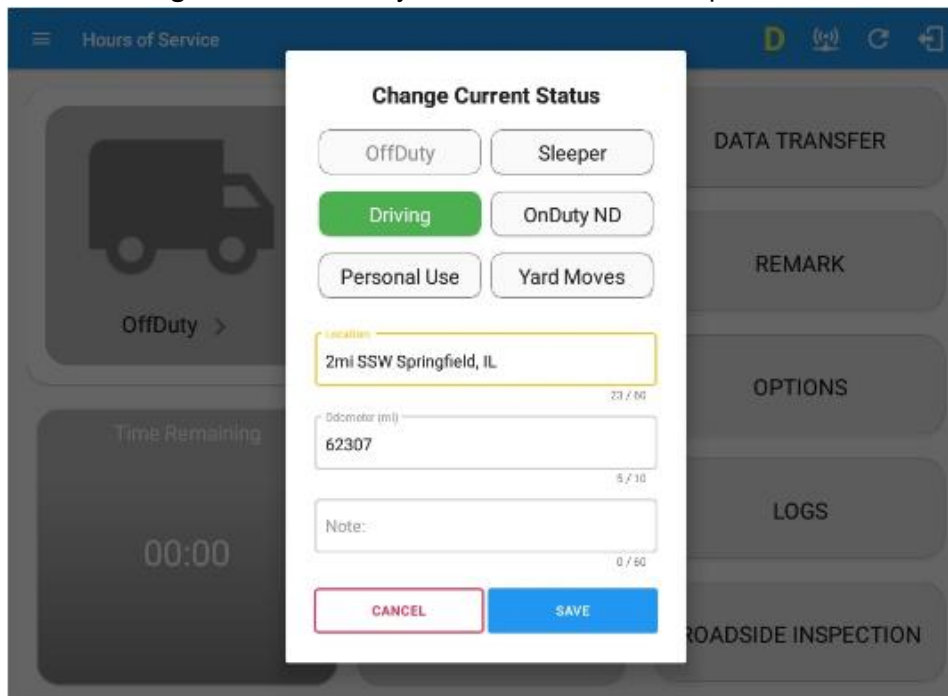 Hours of Service
D
Change Current Status
OffDuty
Sleeper
Driving
OnDuty ND
Personal Use
Yard Moves
Location
2mi SSW Springfield, IL
23 / 60
Odometer (mi)
62307
5 / 10
Note:
0 / 60
CANCEL
SAVE
OffDuty >
Time Remaining
00:00
DATA TRANSFER
REMARK
OPTIONS
LOGS
ROADSIDE INSPECTION